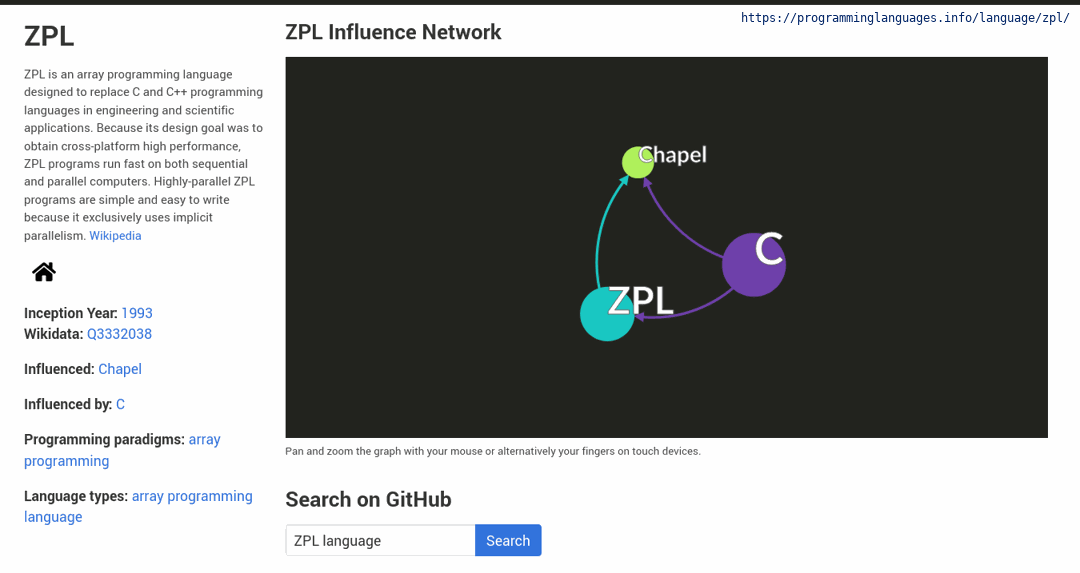 https://programminglanguages.info/language/zpl/
ZPL
ZPL is an array programming language
designed to replace C and C++ programming
languages in engineering and scientific
applications. Because its design goal was to
obtain cross-platform high performance,
ZPL programs run fast on both sequential
and parallel computers. Highly-parallel ZPL
programs are simple and easy to write
because it exclusively uses implicit
parallelism. Wikipedia
Inception Year: 1993
Wikidata: Q3332038
Influenced: Chapel
Influenced by: C
Programming paradigms: array
programming
Language types: array programming
language
ZPL Influence Network
Chapel
C
ZPL
Pan and zoom the graph with your mouse or alternatively your fingers on touch devices.
Search on GitHub
ZPL language
Search